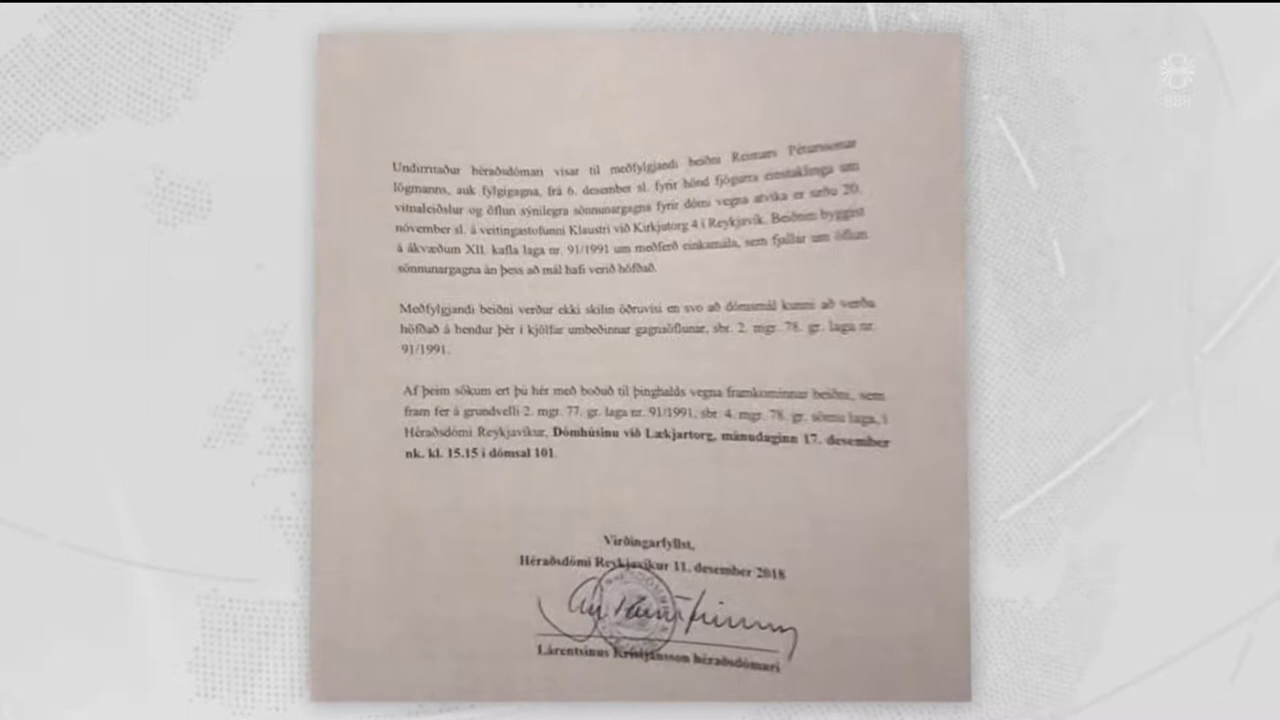 Undirritaður héraðsdómari vísar til meðfylgjandi beiðni Reimars Péturssonar
lögmanns, auk fylgigagna, frá 6. desember sl. fyrir hönd fjögurra einstaklinga um
vitnaleiðslur og öflun sýnilegra sönnunargagna fyrir dómi vegna atvika er urðu 20.
nóvember sl. á veitingastofunni Klaustri við Kirkjutorg 4 í Reykjavík. Beiðnin byggist
á ákvæðum XII. kafla laga nr. 91/1991 um meðferð einkamála, sem fjallar um öflun
sönnunargagna án þess að mál hafi verið höfðað.
Meðfylgjandi beiðni verður ekki skilin öðruvísi en svo að dómsmál kunni að verða
höfðað á hendur þér í kjölfar umbeðinnar gagnaöflunar, sbr. 2. mgr. 78. gr. laga nr.
91/1991.
Af þeim sökum ert þú hér með boðuð til þinghalds vegna framkominnar beiðni, sem
fram fer á grundvelli 2. mgr. 77. gr. laga nr. 91/1991, sbr. 4. mgr. 78. gr. sömu laga, í
Héraðsdómi Reykjavíkur, Dómhúsinu við Lækjartorg, mánudaginn 17. desember
nk. kl. 15.15 í dómsal 101.
Virðingarfyllst,
Héraðsdómi Reykjavíkur 11. desember 2018
Lárentsínus Kristjánsson héraðsdómari